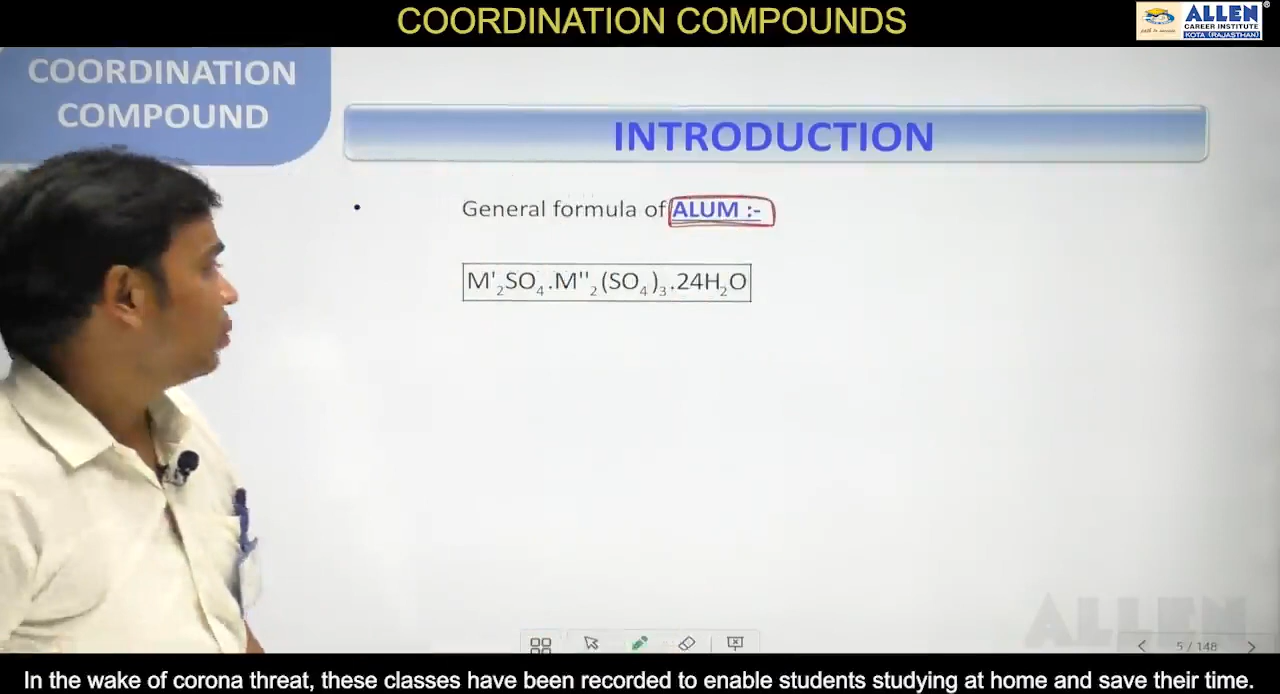 COORDINATION COMPOUNDS
ALLEN®
CAREER INSTITUTE
KOTA (RAJASTHAN)
COORDINATION
COMPOUND
INTRODUCTION
• General formula of ALUM :-
M'₂SO₄.M''₂(SO₄)₃.24H₂O
ALLEN
5 / 148
In the wake of corona threat, these classes have been recorded to enable students studying at home and save their time.